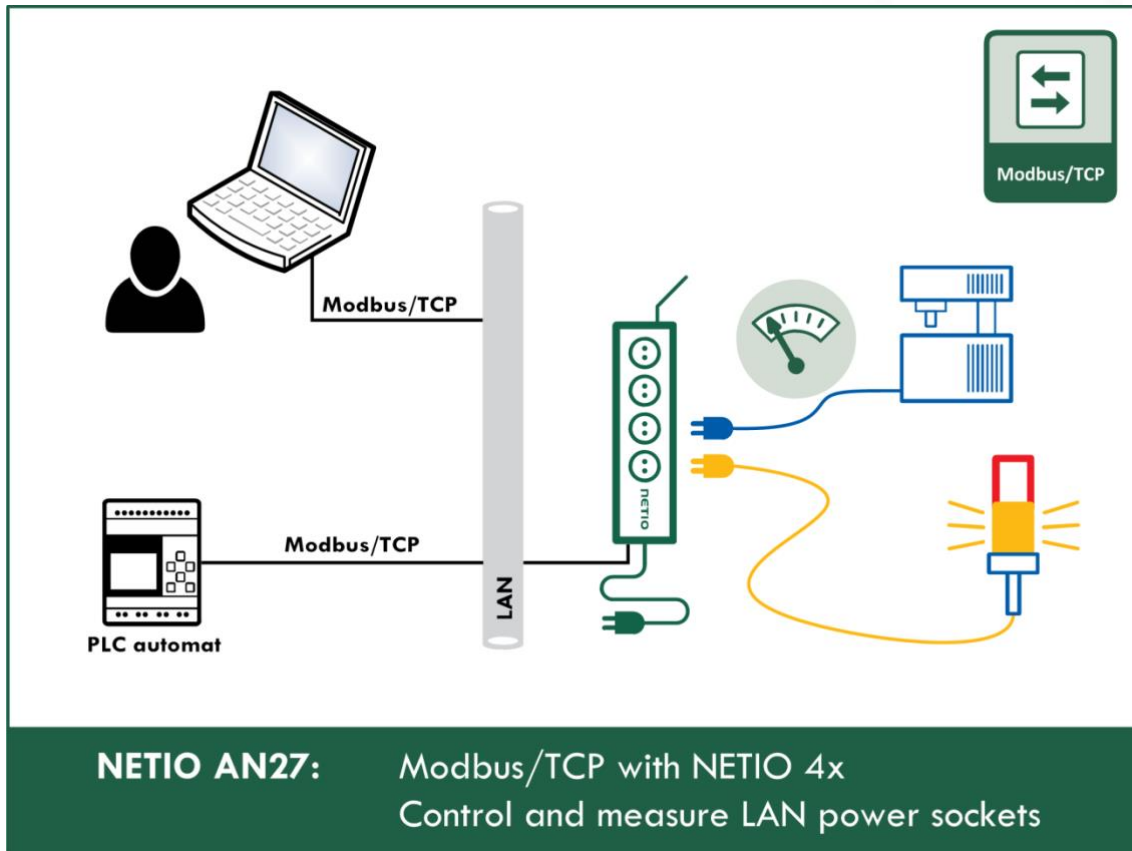 Modbus/TCP
Modbus/TCP
Modbus/TCP
NETIO
LAN
PLC automat
NETIO AN27: Modbus/TCP with NETIO 4x
Control and measure LAN power sockets